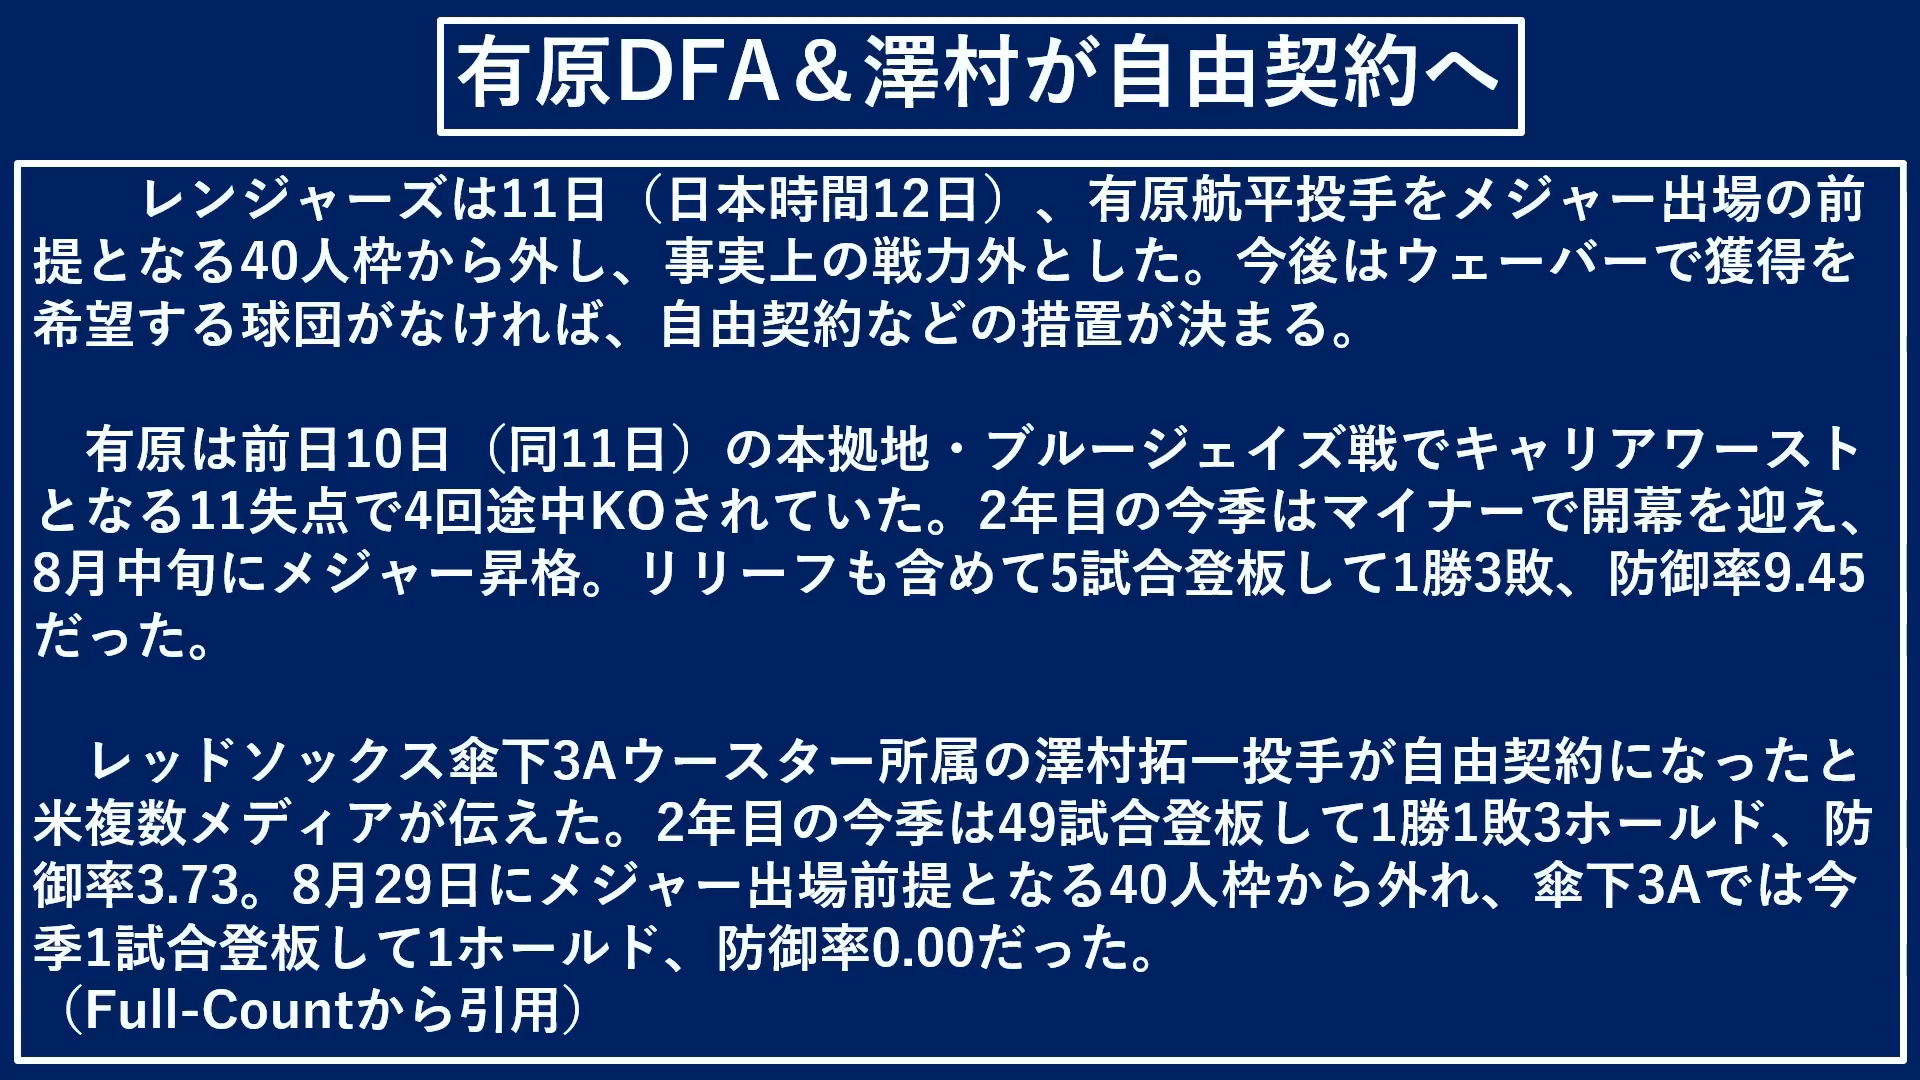 有原DFA＆澤村が自由契約へ
レンジャーズは11日（日本時間12日）、有原航平投手をメジャー出場の前
提となる40人枠から外し、事実上の戦力外とした。今後はウェーバーで獲得を
希望する球団がなければ、自由契約などの措置が決まる。
有原は前日10日（同11日）の本拠地・ブルージェイズ戦でキャリアワースト
となる11失点で4回途中KOされていた。2年目の今季はマイナーで開幕を迎え、
8月中旬にメジャー昇格。リリーフも含めて5試合登板して1勝3敗、防御率9.45
だった。
レッドソックス傘下3Aウースター所属の澤村拓一投手が自由契約になったと
米複数メディアが伝えた。2年目の今季は49試合登板して1勝1敗3ホールド、防
御率3.73。8月29日にメジャー出場前提となる40人枠から外れ、傘下3Aでは今
季1試合登板して1ホールド、防御率0.00だった。
（Full-Countから引用）